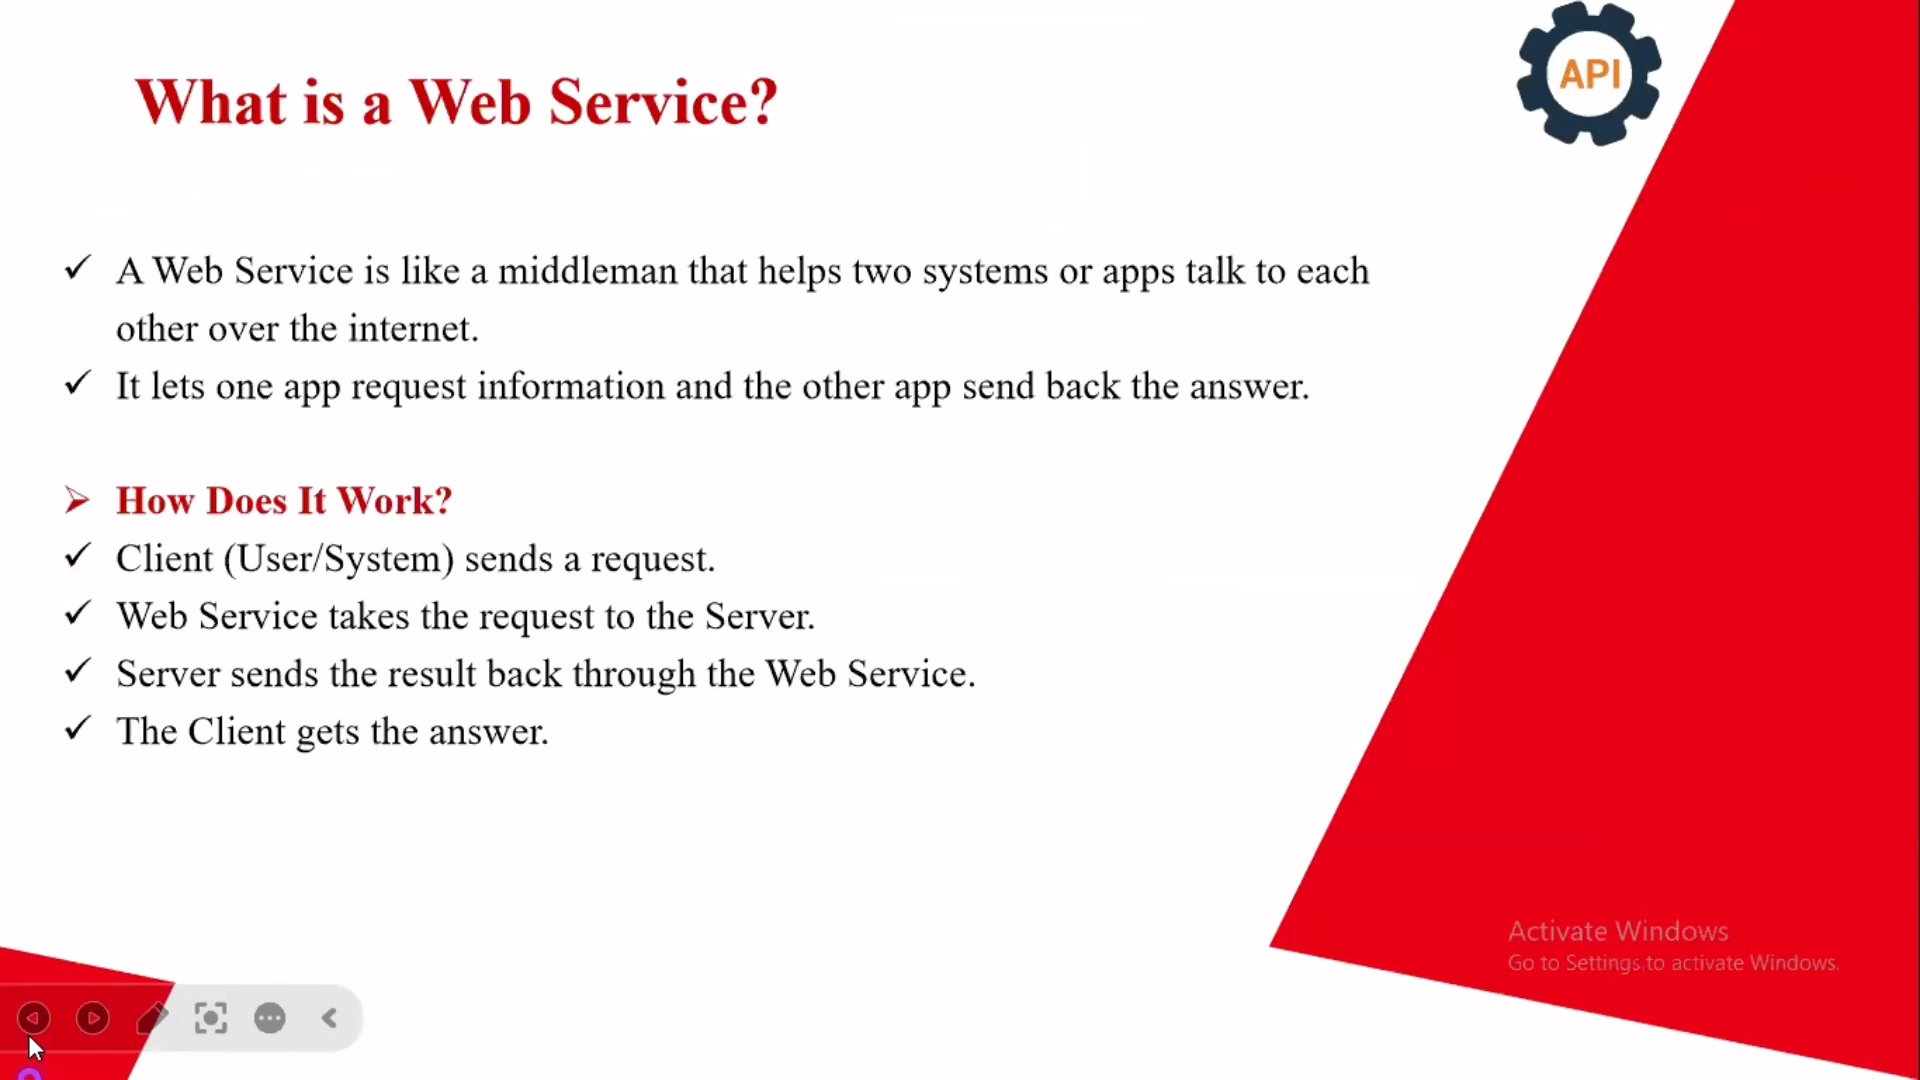 What is a Web Service?
API
A Web Service is like a middleman that helps two systems or apps talk to each
other over the internet.
It lets one app request information and the other app send back the answer.
How Does It Work?
Client (User/System) sends a request.
Web Service takes the request to the Server.
Server sends the result back through the Web Service.
The Client gets the answer.
Activate Windows
Go to Settings to activate Windows.